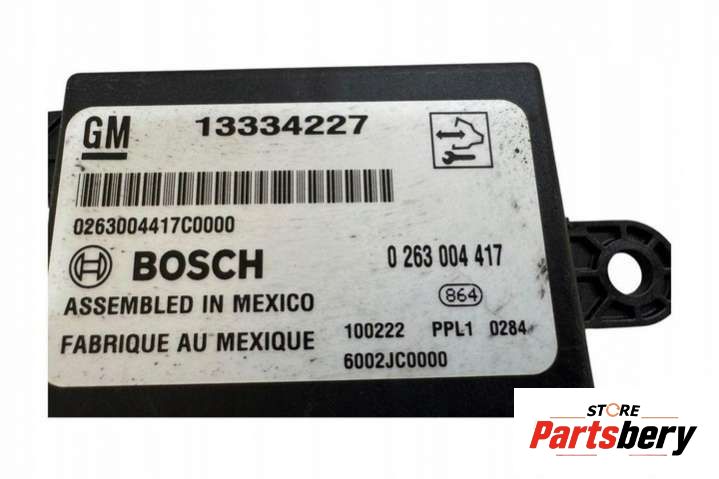 GM 13334227
0263004417C0000
BOSCH 0 263 004 417
ASSEMBLED IN MEXICO 864
FABRIQUE AU MEXIQUE 100222 PPL1 0284
6002JC0000
STORE
Partsbery